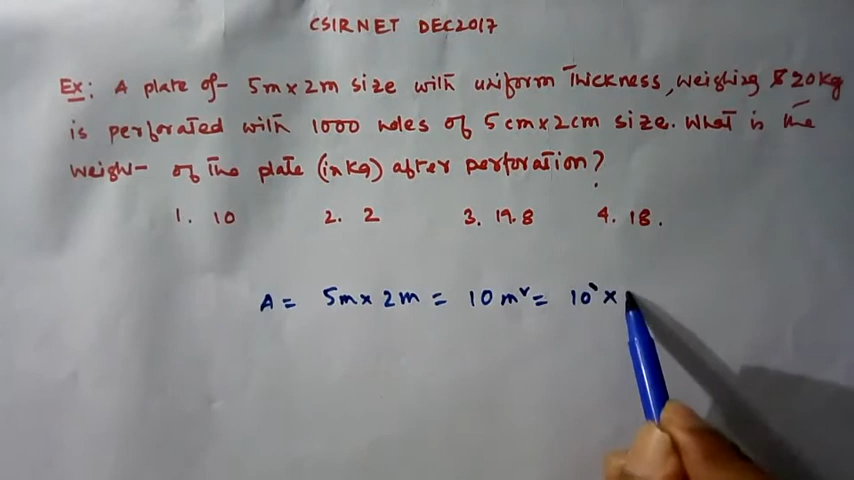 CSIRNET DEC2017
Ex: A plate of 5m x 2m size with uniform Thickness, weighing 20kg
is perforated with 1000 holes of 5cm x 2cm size. What is the
weigh of the plate (in kg) after perforation?
1. 10 2. 2 3. 19.8 4. 18.
A = 5m x 2m = 10 m² = 10 x